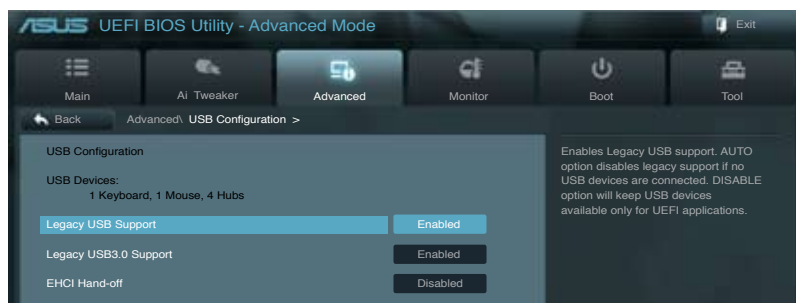 ASUS UEFI BIOS Utility - Advanced Mode
Exit
Main
Ai Tweaker
Advanced
Monitor
Boot
Tool
Back
Advanced\ USB Configuration >
USB Configuration
USB Devices:
1 Keyboard, 1 Mouse, 4 Hubs
Legacy USB Support Enabled
Legacy USB3.0 Support Enabled
EHCI Hand-off Disabled
Enables Legacy USB support. AUTO
option disables legacy support if no
USB devices are connected. DISABLE
option will keep USB devices
available only for UEFI applications.